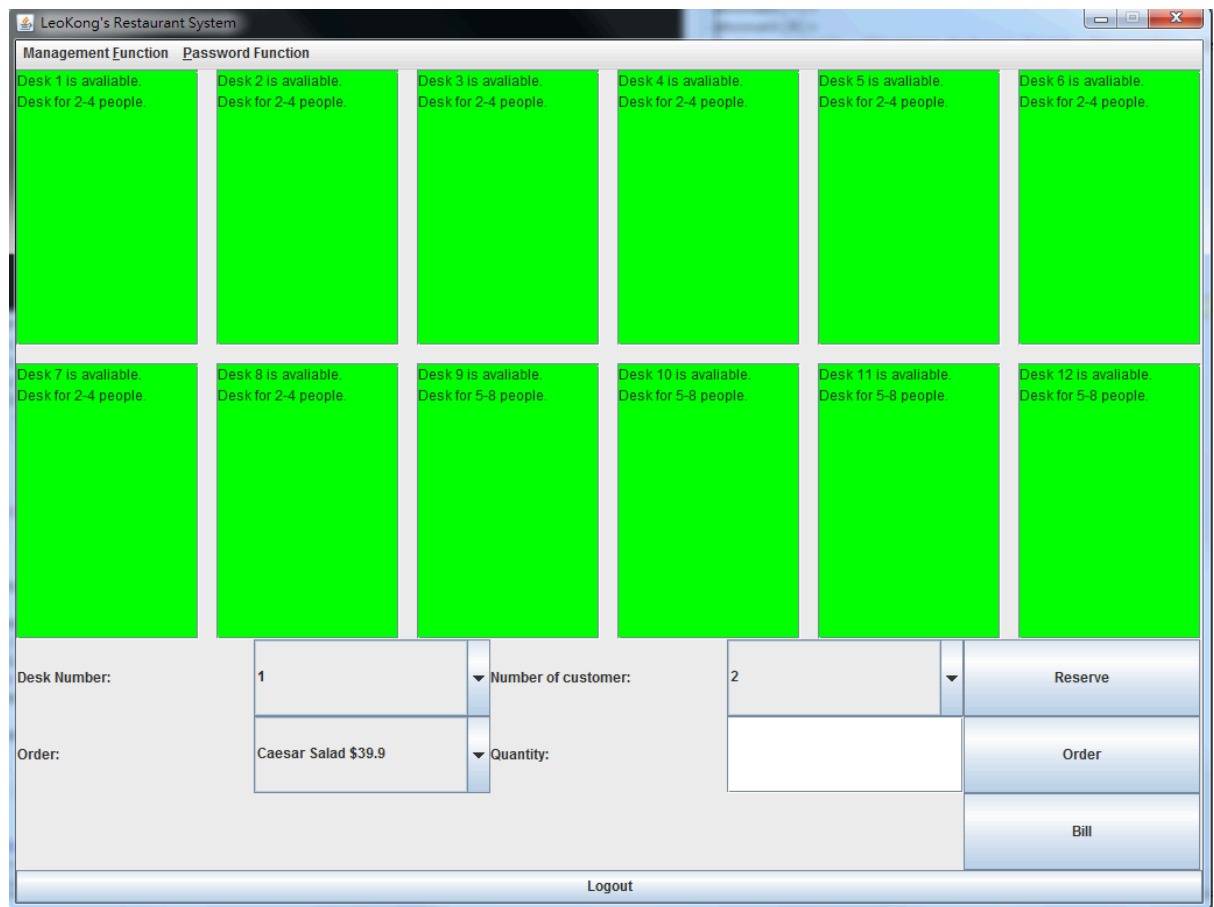 LeoKong's Restaurant System
Management Function Password Function
Desk 1 is avaliable.
Desk for 2-4 people.
Desk 2 is avaliable.
Desk for 2-4 people.
Desk 3 is avaliable.
Desk for 2-4 people.
Desk 4 is avaliable.
Desk for 2-4 people.
Desk 5 is avaliable.
Desk for 2-4 people.
Desk 6 is avaliable.
Desk for 2-4 people.
Desk 7 is avaliable.
Desk for 2-4 people.
Desk 8 is avaliable.
Desk for 2-4 people.
Desk 9 is avaliable.
Desk for 5-8 people.
Desk 10 is avaliable.
Desk for 5-8 people.
Desk 11 is avaliable.
Desk for 5-8 people.
Desk 12 is avaliable.
Desk for 5-8 people.
Desk Number: 1 Number of customer: 2 Reserve
Order: Caesar Salad $39.9 Quantity: Order
Bill
Logout